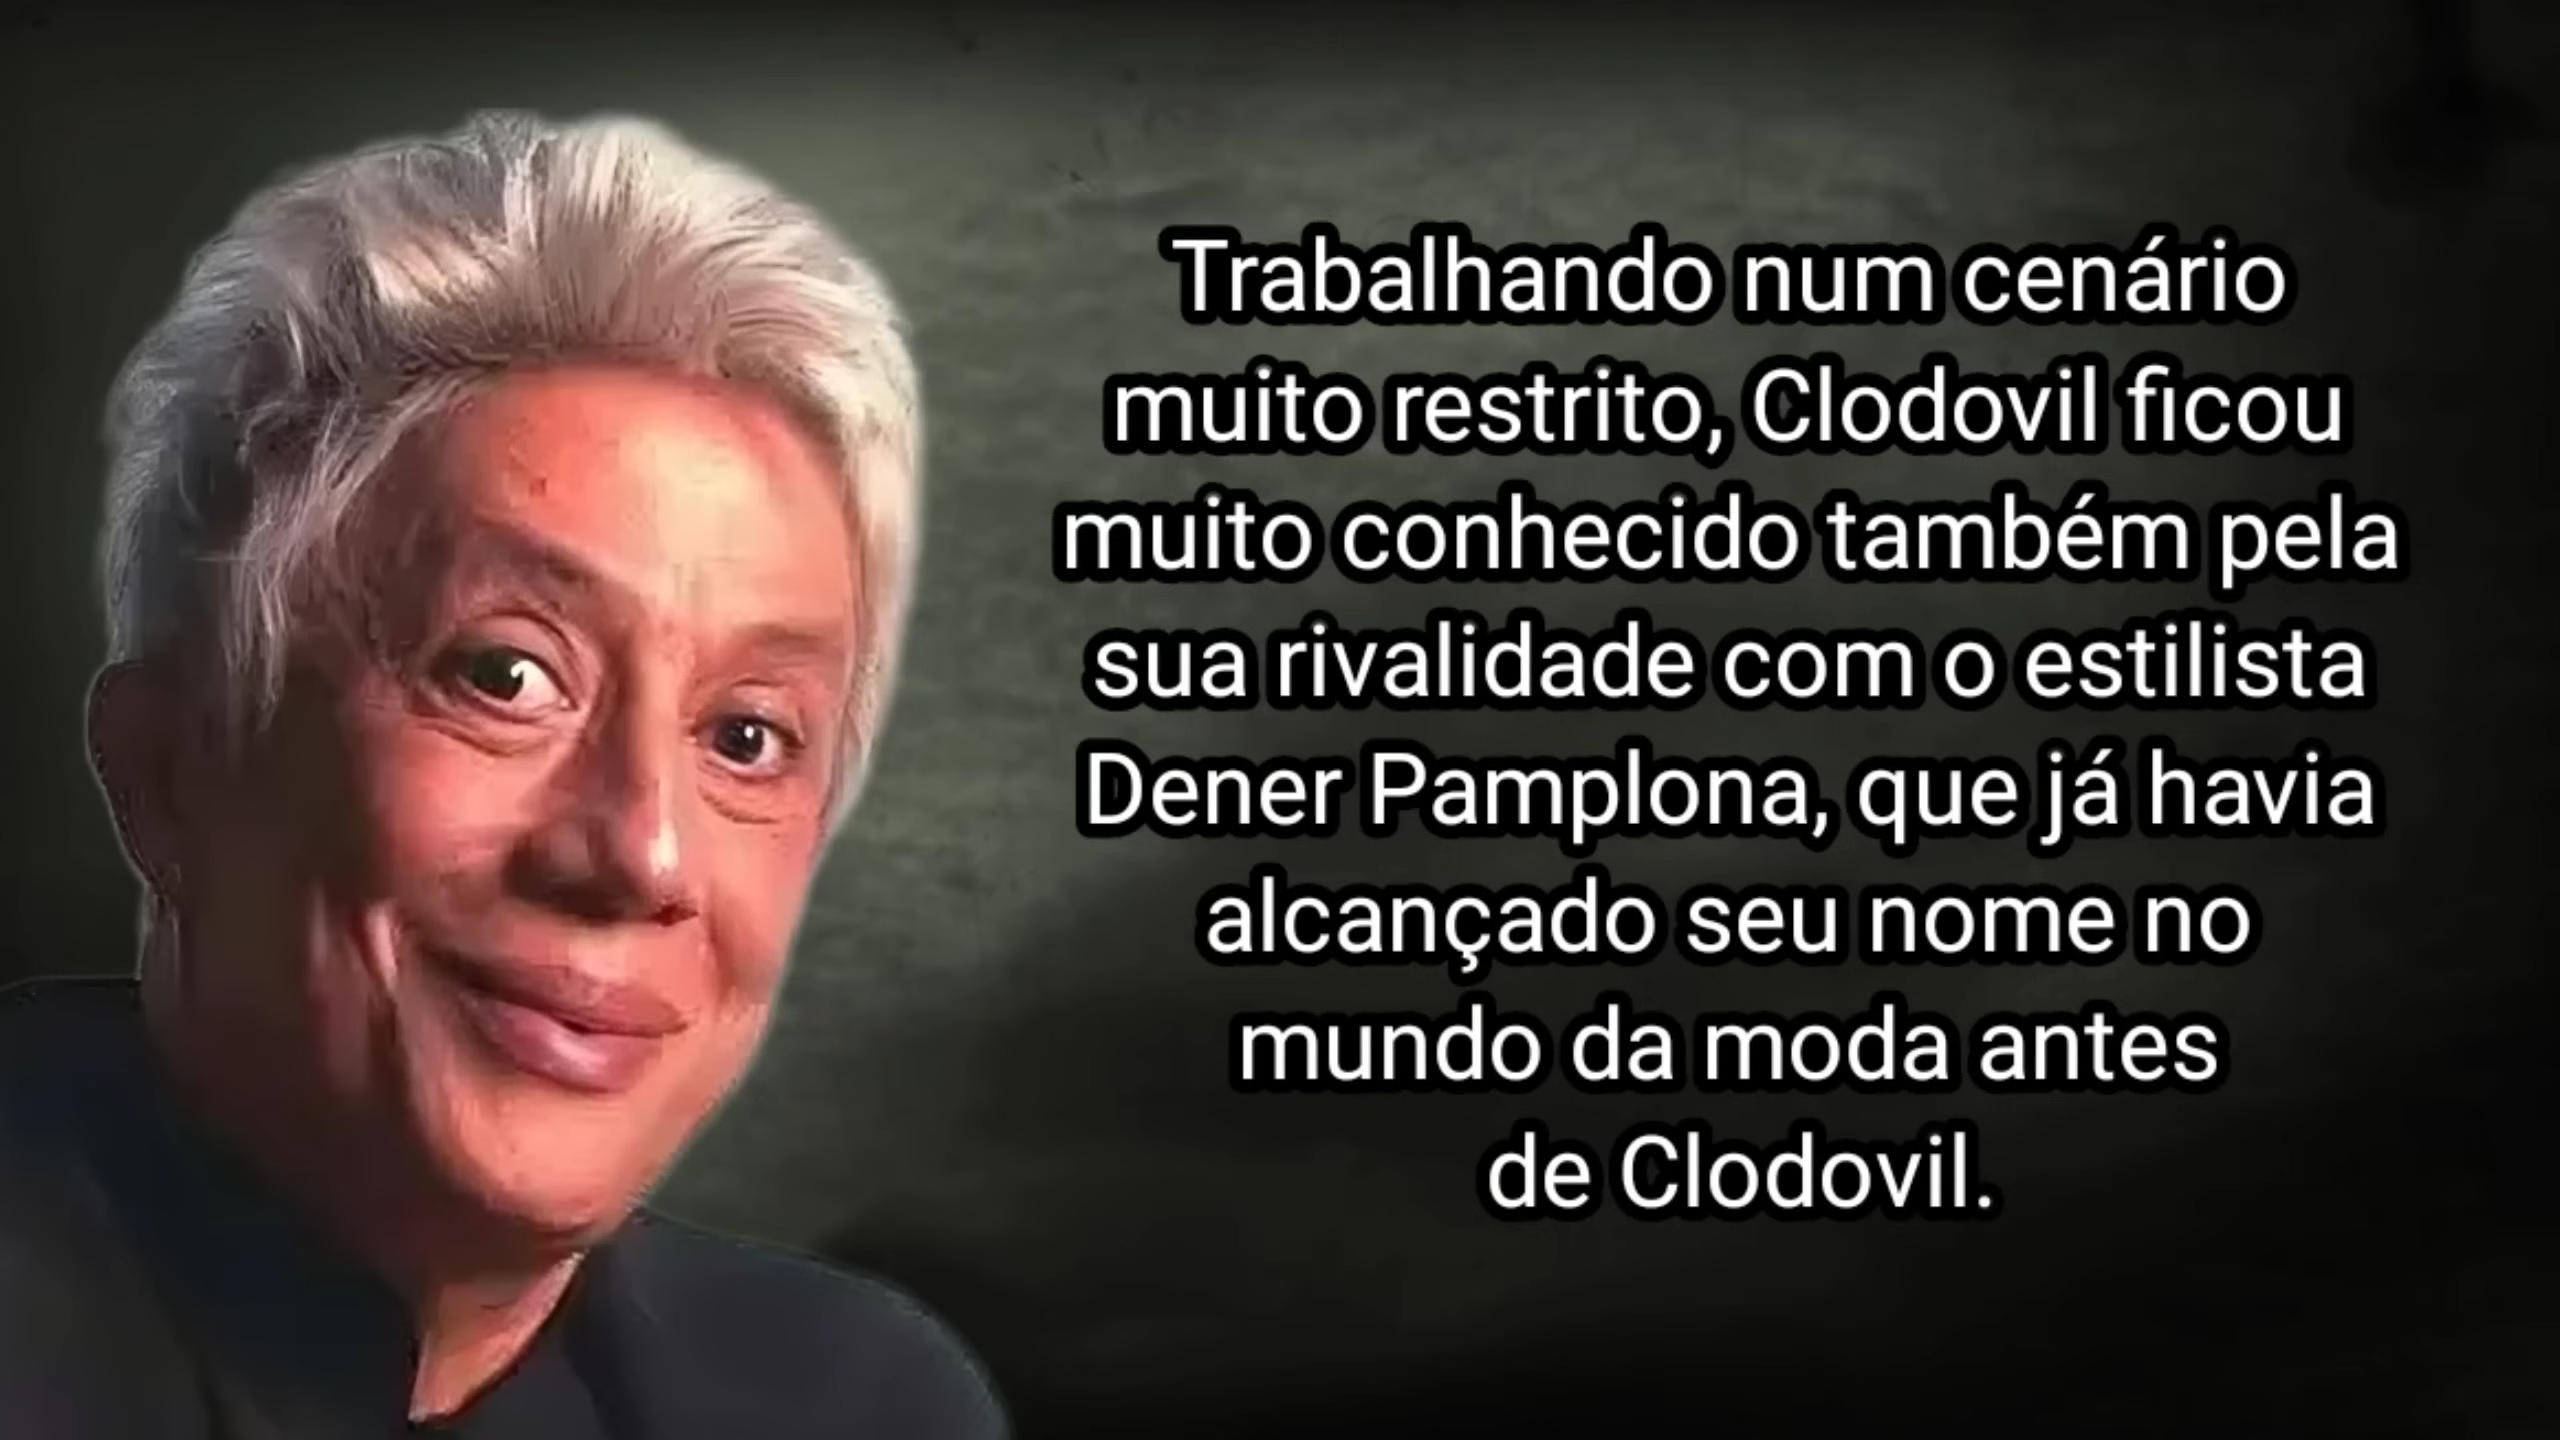 Trabalhando num cenário
muito restrito, Clodovil ficou
muito conhecido também pela
sua rivalidade com o estilista
Dener Pamplona, que já havia
alcançado seu nome no
mundo da moda antes
de Clodovil.